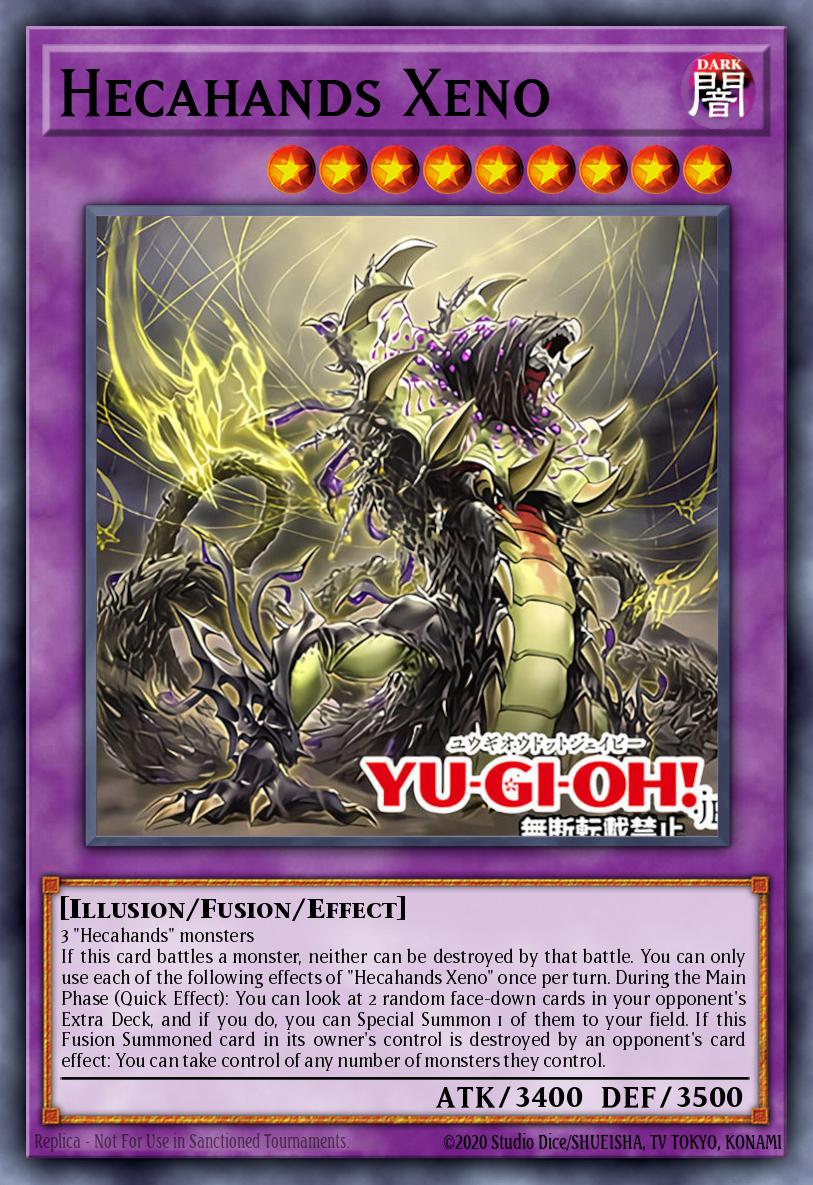 Hecahands Xeno
DARK
闇
ユウギオウドットジェイピー
YU-GI-OH!.jp
無断転載禁止
[Illusion/Fusion/Effect]
3 "Hecahands" monsters
If this card battles a monster, neither can be destroyed by that battle. You can only
use each of the following effects of "Hecahands Xeno" once per turn. During the Main
Phase (Quick Effect): You can look at 2 random face-down cards in your opponent's
Extra Deck, and if you do, you can Special Summon 1 of them to your field. If this
Fusion Summoned card in its owner's control is destroyed by an opponent's card
effect: You can take control of any number of monsters they control.
ATK/3400 DEF/3500
Replica - Not For Use in Sanctioned Tournaments.
©2020 Studio Dice/SHUEISHA, TV TOKYO, KONAMI